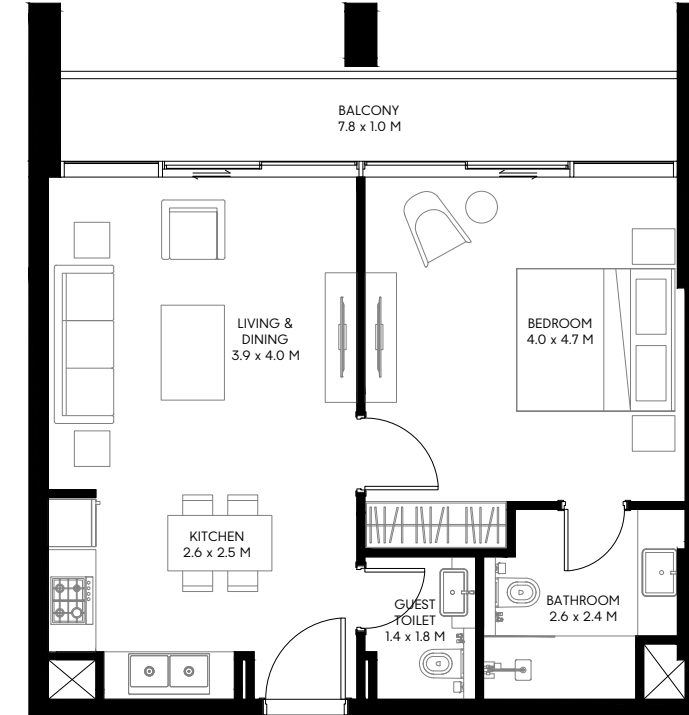 BALCONY
7.8 x 1.0 M
LIVING &
DINING
3.9 x 4.0 M
BEDROOM
4.0 x 4.7 M
KITCHEN
2.6 x 2.5 M
GUEST
TOILET
1.4 x 1.8 M
BATHROOM
2.6 x 2.4 M